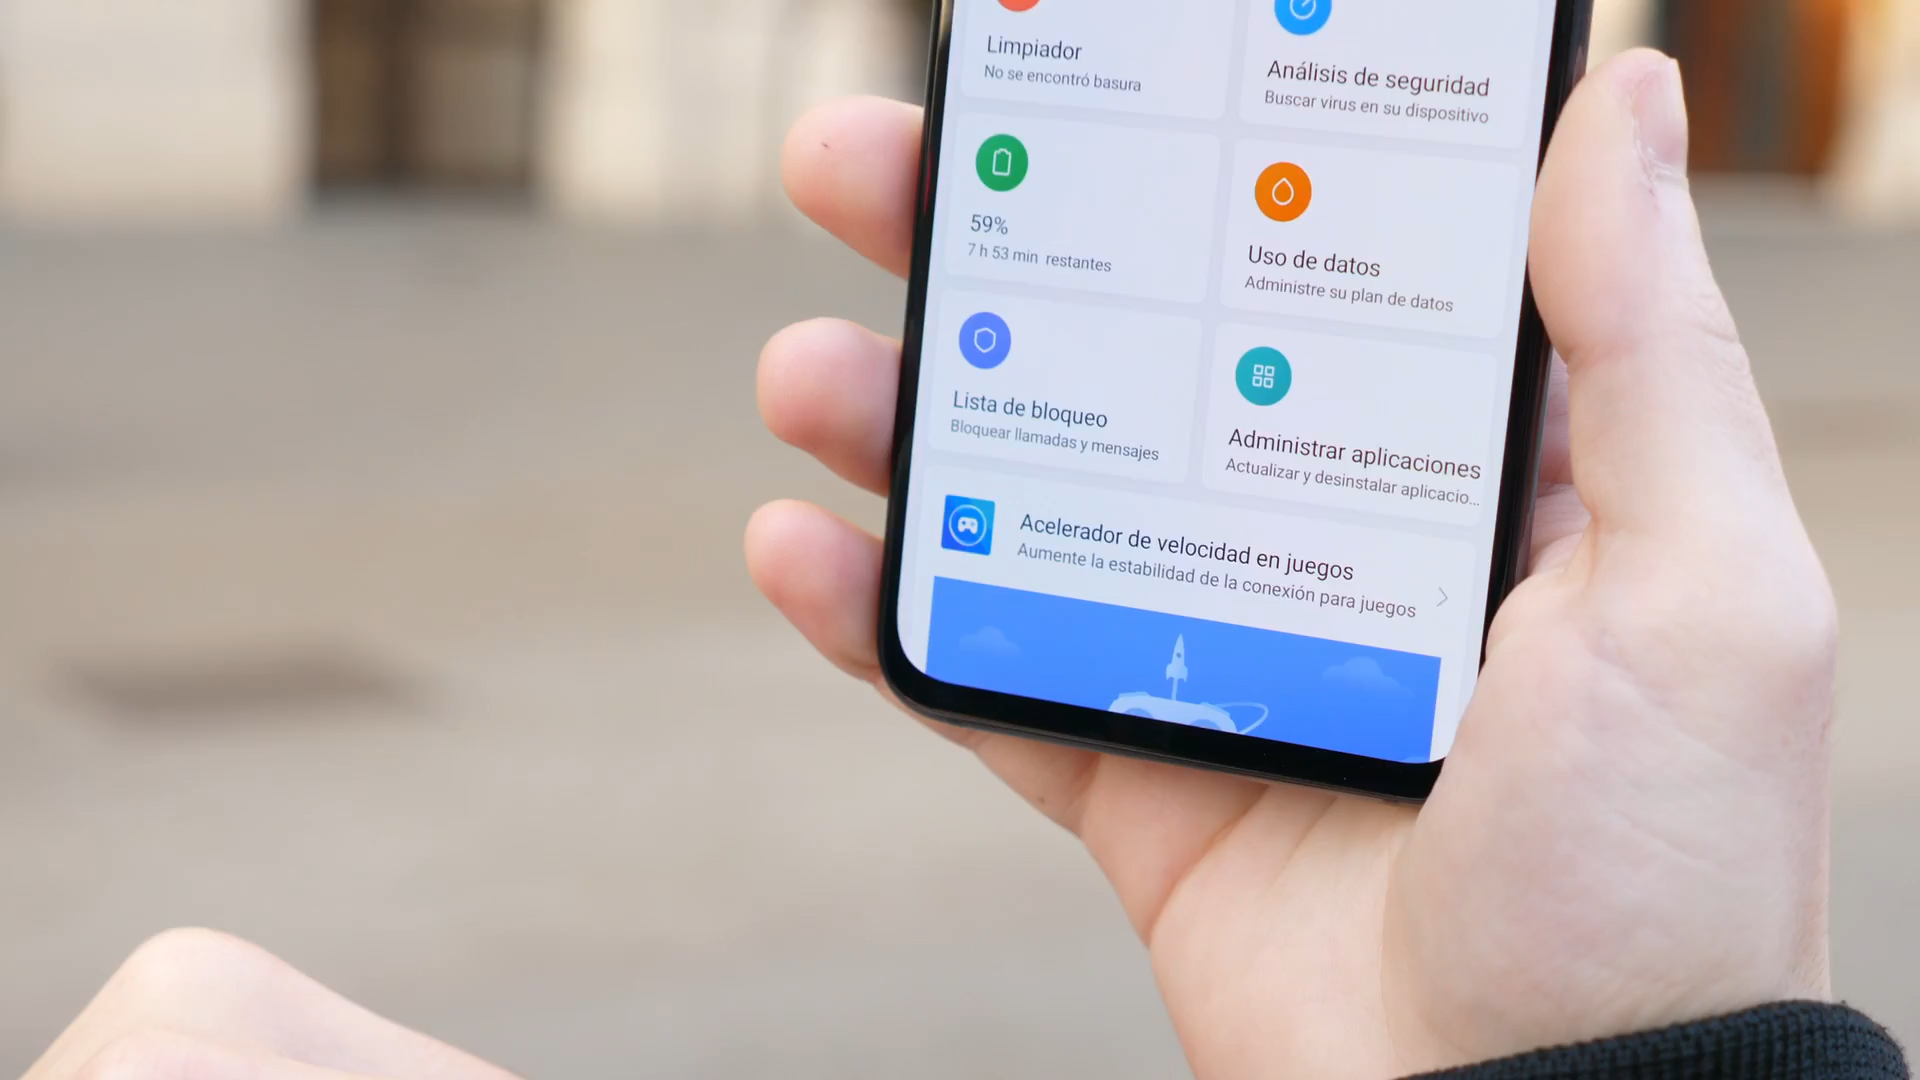 Limpiador
No se encontró basura
Análisis de seguridad
Buscar virus en su dispositivo
59%
7 h 53 min restantes
Uso de datos
Administre su plan de datos
Lista de bloqueo
Bloquear llamadas y mensajes
Administrar aplicaciones
Actualizar y desinstalar aplicacio...
Acelerador de velocidad en juegos
Aumente la estabilidad de la conexión para juegos